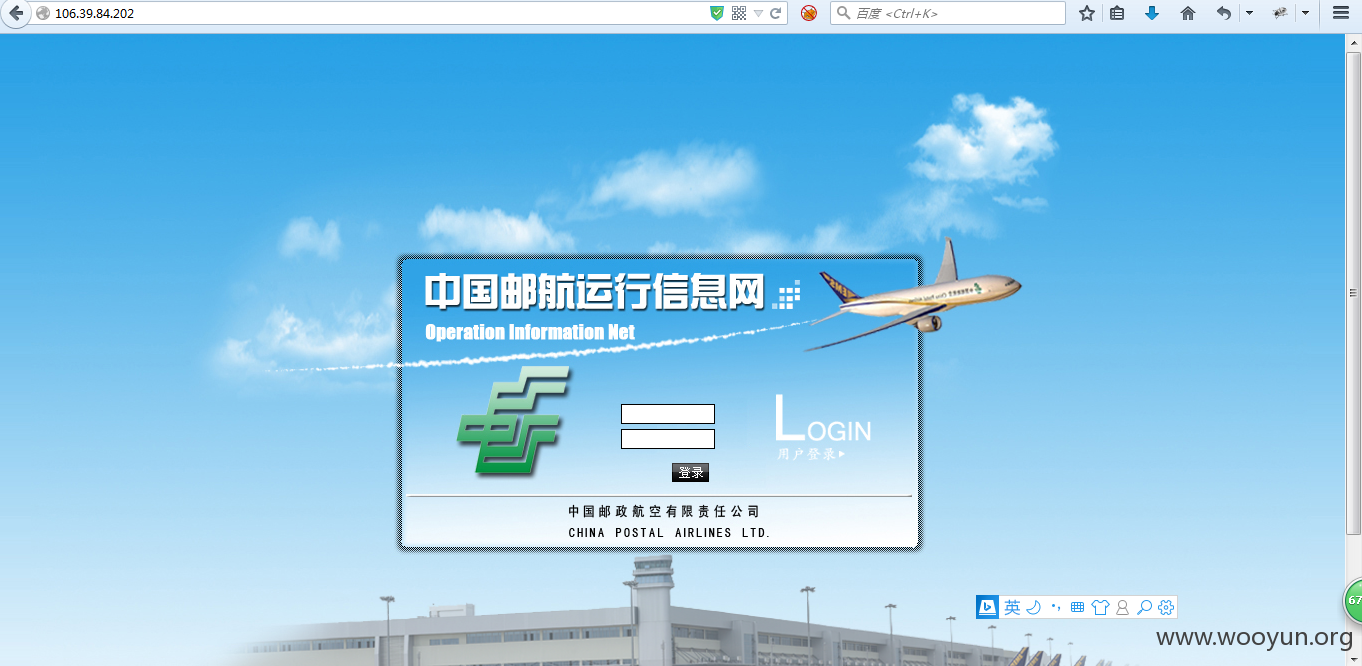 106.39.84.202
百度 <Ctrl+K>
中国邮航运行信息网
Operation Information Net
LOGIN
用户登录
登录
中国邮政航空有限责任公司
CHINA POSTAL AIRLINES LTD.
英
67
www.wooyun.org